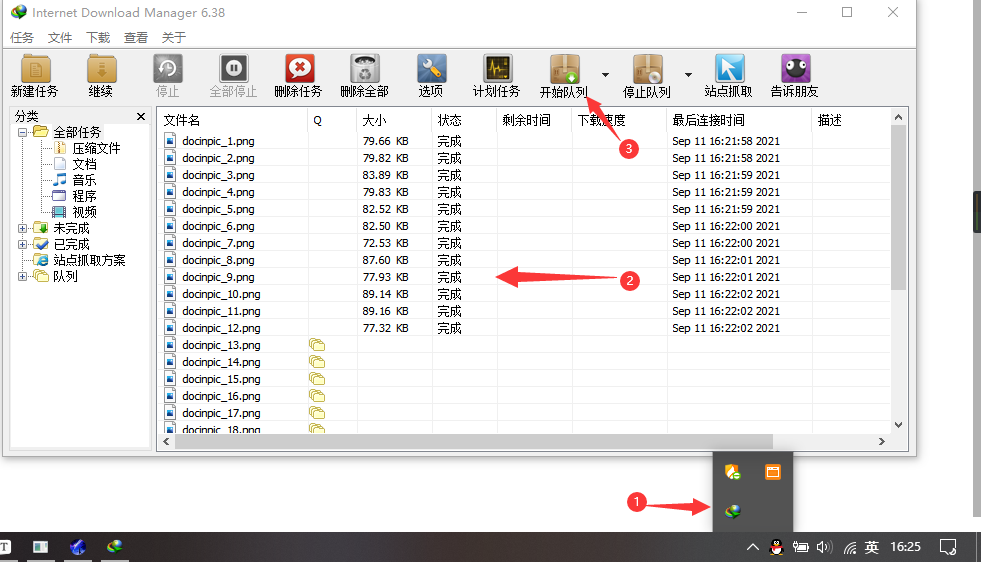 Internet Download Manager 6.38
任务 文件 下载 查看 关于
新建任务 继续 停止 全部停止 删除任务 删除全部 选项 计划任务 开始队列 停止队列 站点抓取 告诉朋友
分类
全部任务
压缩文件
文档
音乐
程序
视频
未完成
已完成
站点抓取方案
队列
文件名 Q 大小 状态 剩余时间 下载速度 最后连接时间 描述
docinpic_1.png 79.66 KB 完成 Sep 11 16:21:58 2021
docinpic_2.png 79.82 KB 完成 Sep 11 16:21:58 2021
docinpic_3.png 83.89 KB 完成 Sep 11 16:21:59 2021
docinpic_4.png 79.83 KB 完成 Sep 11 16:21:59 2021
docinpic_5.png 82.52 KB 完成 Sep 11 16:21:59 2021
docinpic_6.png 82.50 KB 完成 Sep 11 16:22:00 2021
docinpic_7.png 72.53 KB 完成 Sep 11 16:22:00 2021
docinpic_8.png 87.60 KB 完成 Sep 11 16:22:01 2021
docinpic_9.png 77.93 KB 完成 Sep 11 16:22:01 2021
docinpic_10.png 89.14 KB 完成 Sep 11 16:22:02 2021
docinpic_11.png 89.16 KB 完成 Sep 11 16:22:02 2021
docinpic_12.png 77.32 KB 完成 Sep 11 16:22:02 2021
docinpic_13.png
docinpic_14.png
docinpic_15.png
docinpic_16.png
docinpic_17.png
docinpic_18.png
3
2
1
T
英 16:25